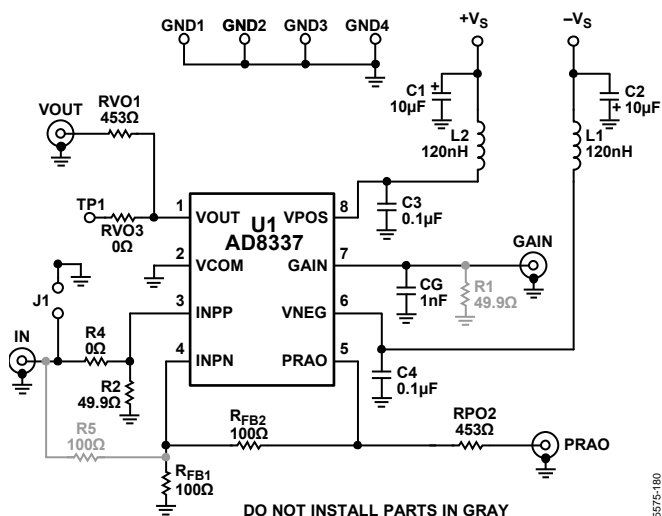 GND1 GND2 GND3 GND4
+VS
–VS
C1
10µF
+
C2
+ 10µF
L2
120nH
L1
120nH
VOUT
RVO1
453Ω
TP1
RVO3
0Ω
1
VOUT
2
VCOM
3
INPP
4
INPN
U1
AD8337
VPOS
8
GAIN
7
VNEG
6
PRAO
5
C3
0.1µF
GAIN
CG
1nF
R1
49.9Ω
C4
0.1µF
J1
IN
R4
0Ω
R2
49.9Ω
R5
100Ω
RFB2
100Ω
RFB1
100Ω
RPO2
453Ω
PRAO
DO NOT INSTALL PARTS IN GRAY
5575-180